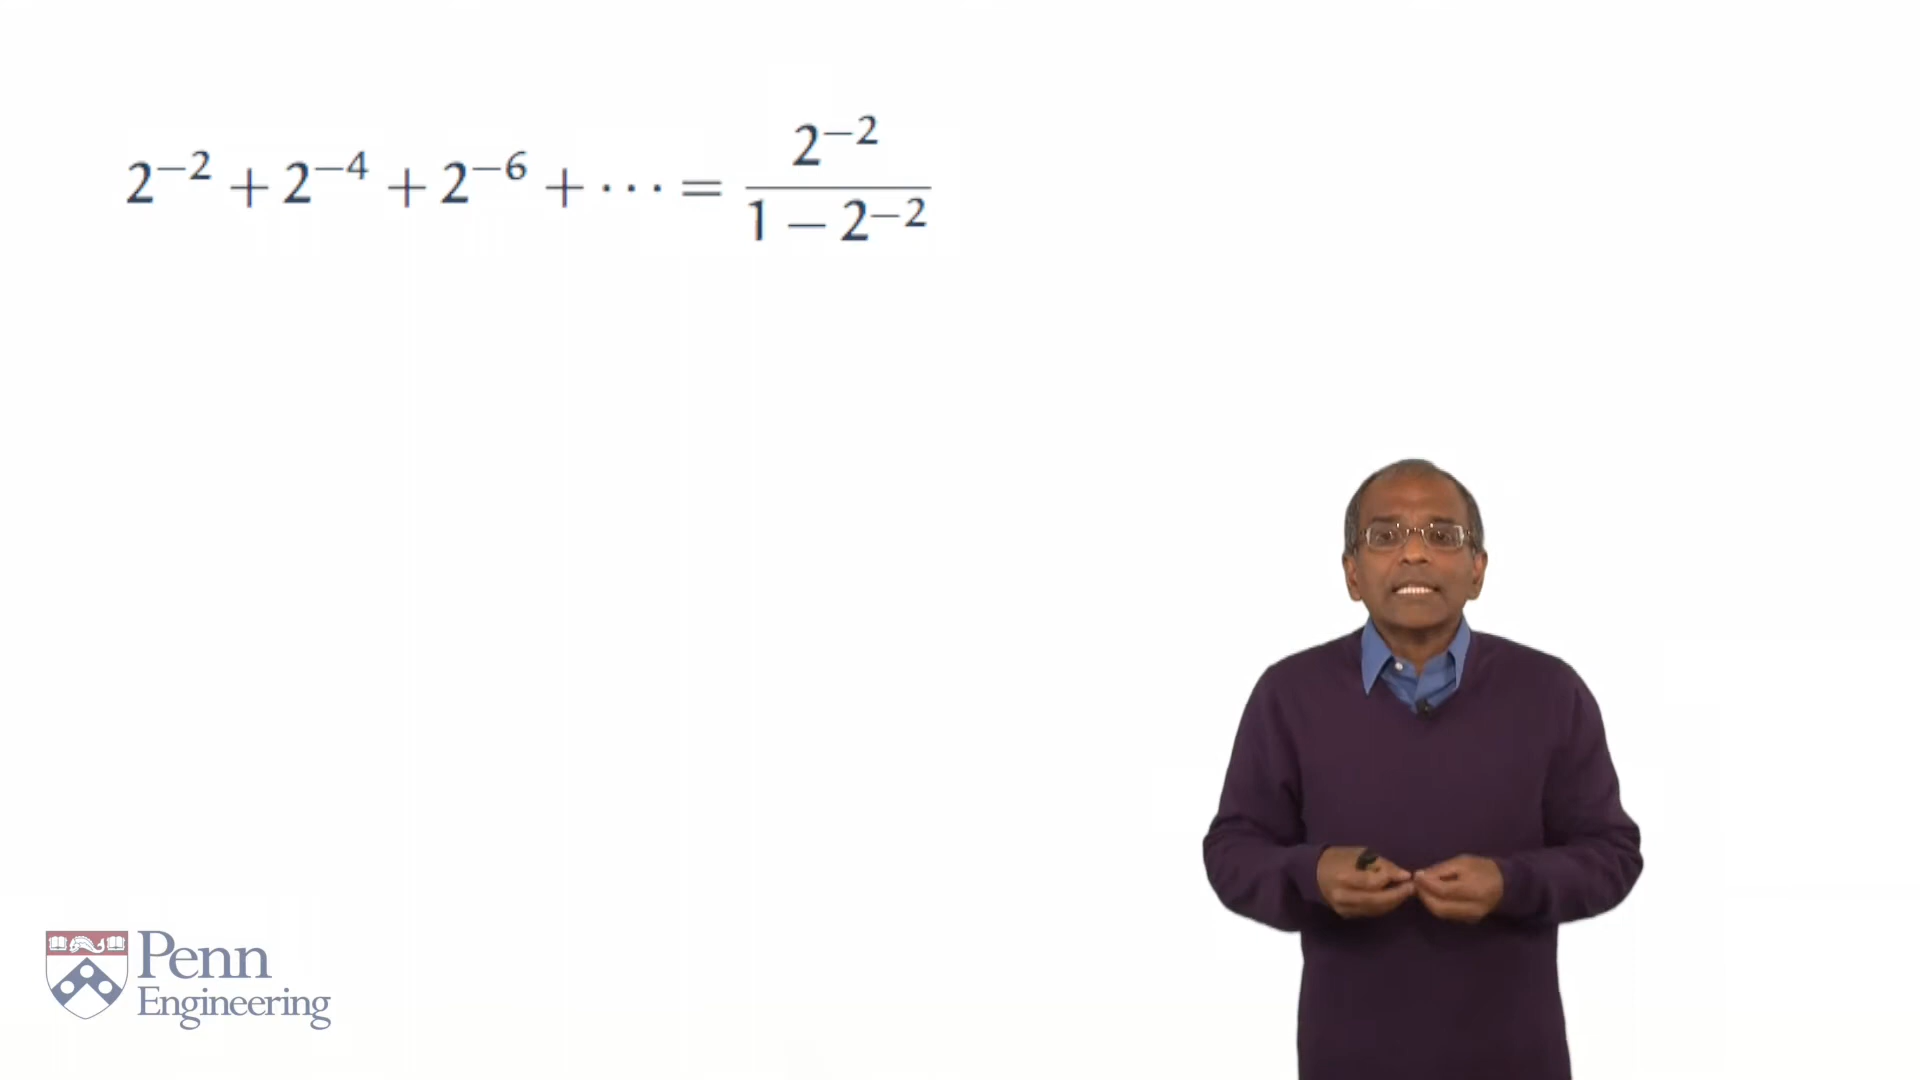 2⁻² + 2⁻⁴ + 2⁻⁶ + ⋯ = 2⁻² / (1 − 2⁻²)
Penn
Engineering